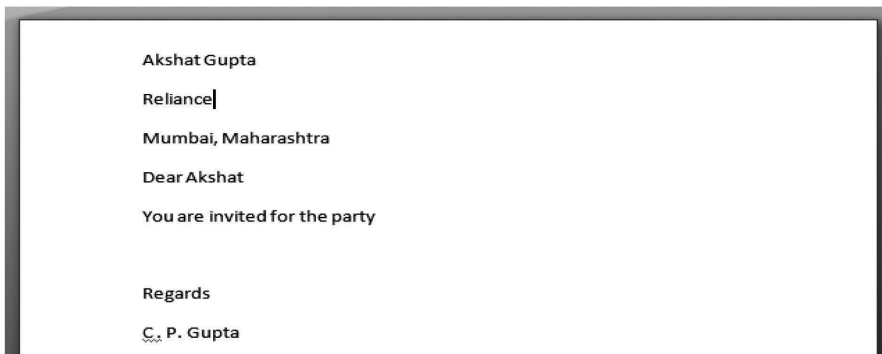 Akshat Gupta
Reliance
Mumbai, Maharashtra
Dear Akshat
You are invited for the party
Regards
C. P. Gupta